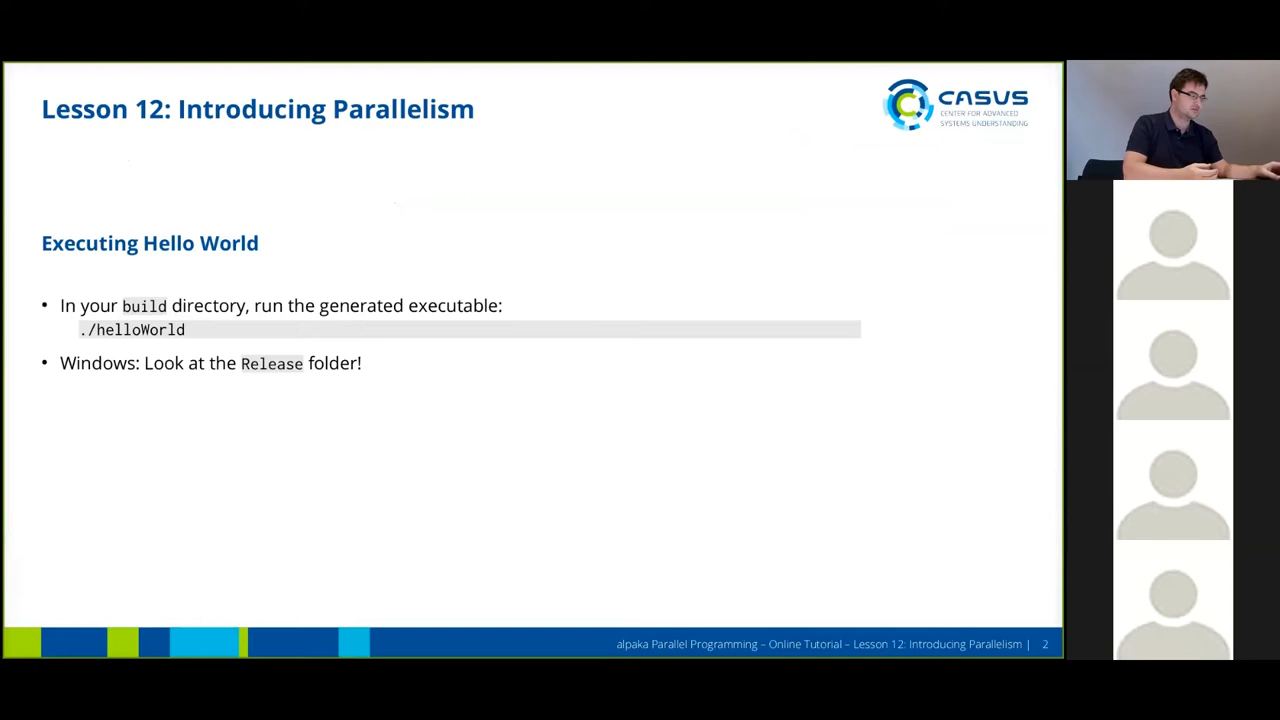 Lesson 12: Introducing Parallelism
CASUS
CENTER FOR ADVANCED
SYSTEMS UNDERSTANDING
Executing Hello World
• In your build directory, run the generated executable:
./helloWorld
• Windows: Look at the Release folder!
alpaka Parallel Programming – Online Tutorial – Lesson 12: Introducing Parallelism | 2